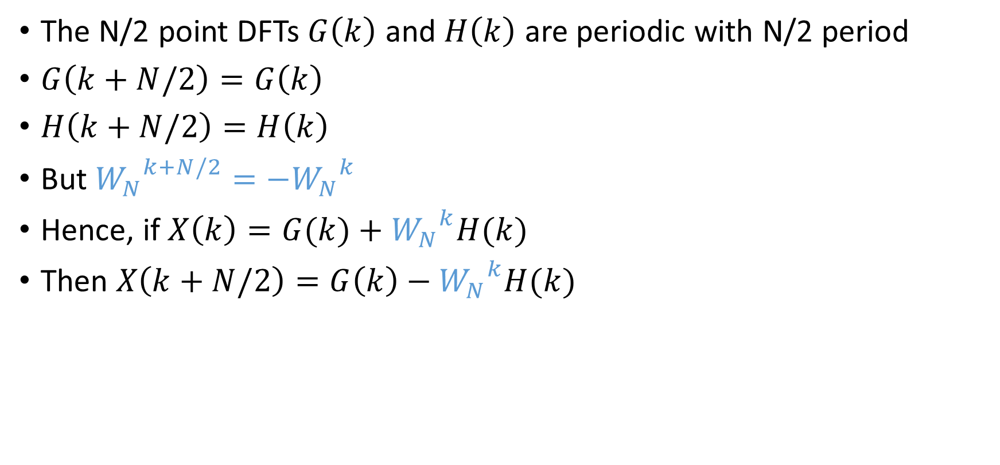 • The N/2 point DFTs G(k) and H(k) are periodic with N/2 period
• G(k + N/2) = G(k)
• H(k + N/2) = H(k)
• But W_N^{k+N/2} = −W_N^k
• Hence, if X(k) = G(k) + W_N^k H(k)
• Then X(k + N/2) = G(k) − W_N^k H(k)